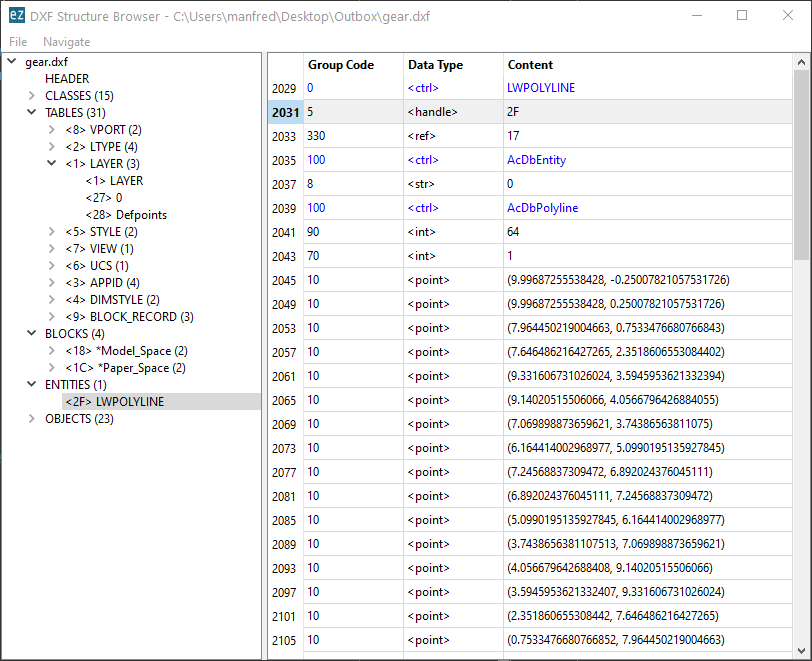 DXF Structure Browser - C:\Users\manfred\Desktop\Outbox\gear.dxf
File Navigate
gear.dxf
HEADER
CLASSES (15)
TABLES (31)
<8> VPORT (2)
<2> LTYPE (4)
<1> LAYER (3)
<1> LAYER
<27> 0
<28> Defpoints
<5> STYLE (2)
<7> VIEW (1)
<6> UCS (1)
<3> APPID (4)
<4> DIMSTYLE (2)
<9> BLOCK_RECORD (3)
BLOCKS (4)
<18> *Model_Space (2)
<1C> *Paper_Space (2)
ENTITIES (1)
<2F> LWPOLYLINE
OBJECTS (23)
Group Code Data Type Content
2029 0 <ctrl> LWPOLYLINE
2031 5 <handle> 2F
2033 330 <ref> 17
2035 100 <ctrl> AcDbEntity
2037 8 <str> 0
2039 100 <ctrl> AcDbPolyline
2041 90 <int> 64
2043 70 <int> 1
2045 10 <point> (9.99687255538428, -0.25007821057531726)
2049 10 <point> (9.99687255538428, 0.25007821057531726)
2053 10 <point> (7.964450219004663, 0.7533476680766843)
2057 10 <point> (7.646486216427265, 2.3518606553084402)
2061 10 <point> (9.331606731026024, 3.5945953621332394)
2065 10 <point> (9.14020515506066, 4.0566796426884055)
2069 10 <point> (7.069898873659621, 3.74386563811075)
2073 10 <point> (6.164414002968977, 5.0990195135927845)
2077 10 <point> (7.24568837309472, 6.892024376045111)
2081 10 <point> (6.892024376045111, 7.24568837309472)
2085 10 <point> (5.0990195135927845, 6.164414002968977)
2089 10 <point> (3.7438656381107513, 7.069898873659621)
2093 10 <point> (4.056679642688408, 9.14020515506066)
2097 10 <point> (3.5945953621332407, 9.331606731026024)
2101 10 <point> (2.351860655308442, 7.646486216427265)
2105 10 <point> (0.7533476680766852, 7.964450219004663)